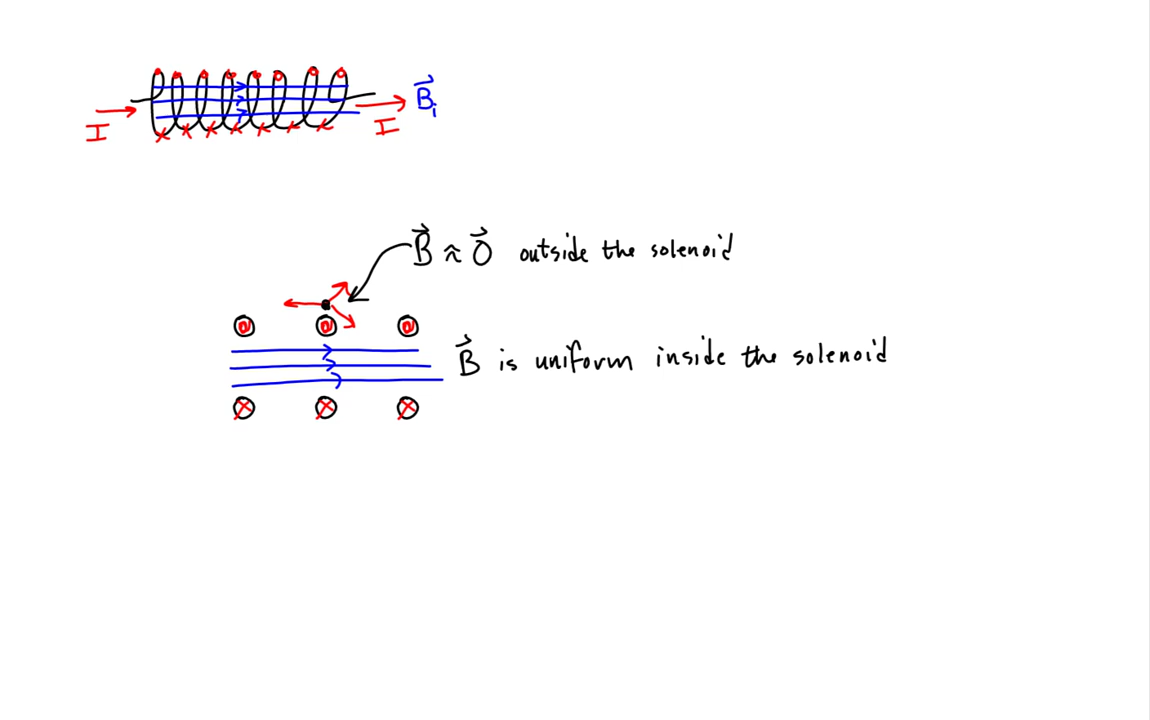 I
I
B⃗₁
B⃗ ≈ 0⃗ outside the solenoid
B⃗ is uniform inside the solenoid